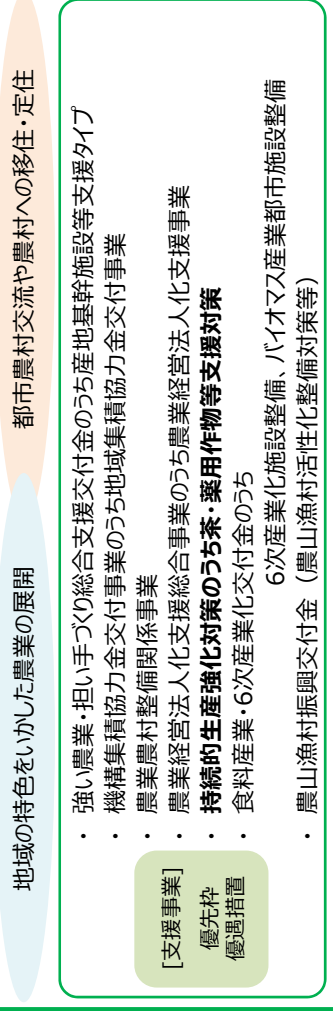 地域の特色をいかした農業の展開
都市農村交流や農村への移住・定住
[支援事業]
優先枠
優遇措置
・ 強い農業・担い手づくり総合支援交付金のうち産地基幹施設等支援タイプ
・ 機構集積協力金交付事業のうち地域集積協力金交付事業
・ 農業農村整備関係事業
・ 農業経営法人化支援総合事業のうち農業経営法人化支援事業
・ 持続的生産強化対策のうち茶・薬用作物等支援対策
・ 食料産業・6次産業化交付金のうち
6次産業化施設整備、バイオマス産業都市施設整備
・ 農山漁村振興交付金（農山漁村活性化整備対策等）